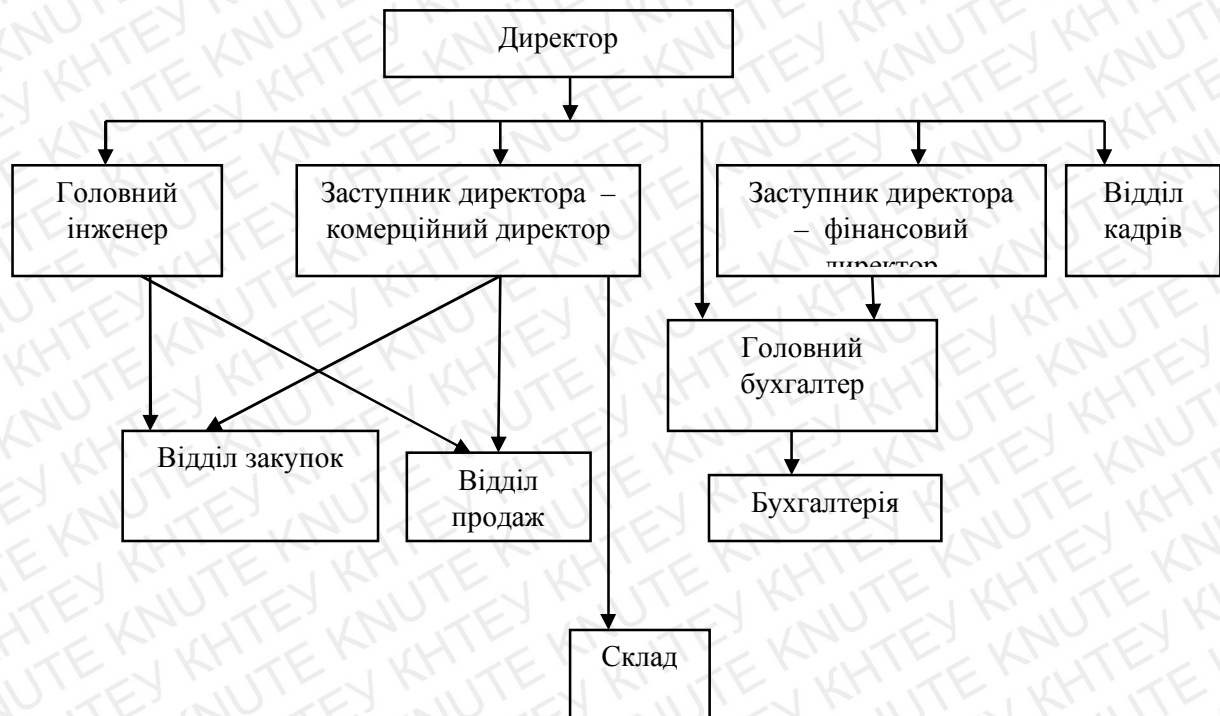 Директор
Головний
інженер
Заступник директора –
комерційний директор
Заступник директора
– фінансовий
директор
Відділ
кадрів
Головний
бухгалтер
Відділ закупок
Відділ
продаж
Бухгалтерія
Склад